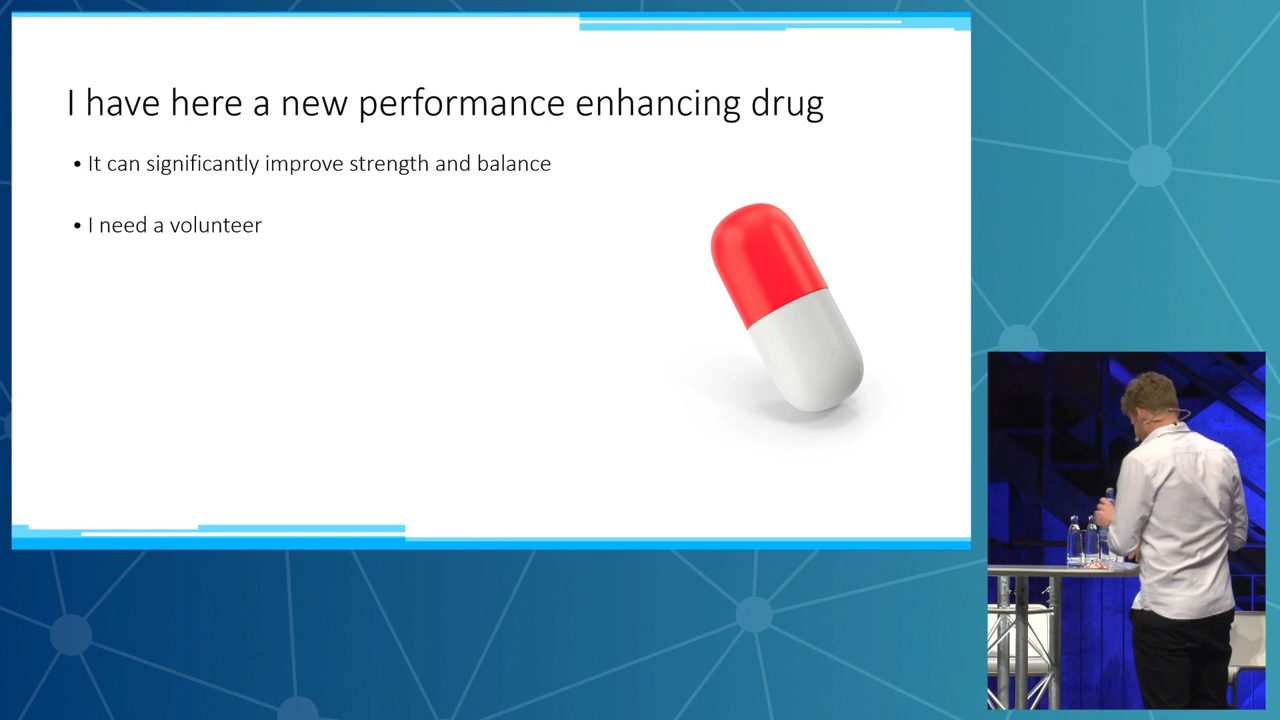 I have here a new performance enhancing drug
• It can significantly improve strength and balance
• I need a volunteer